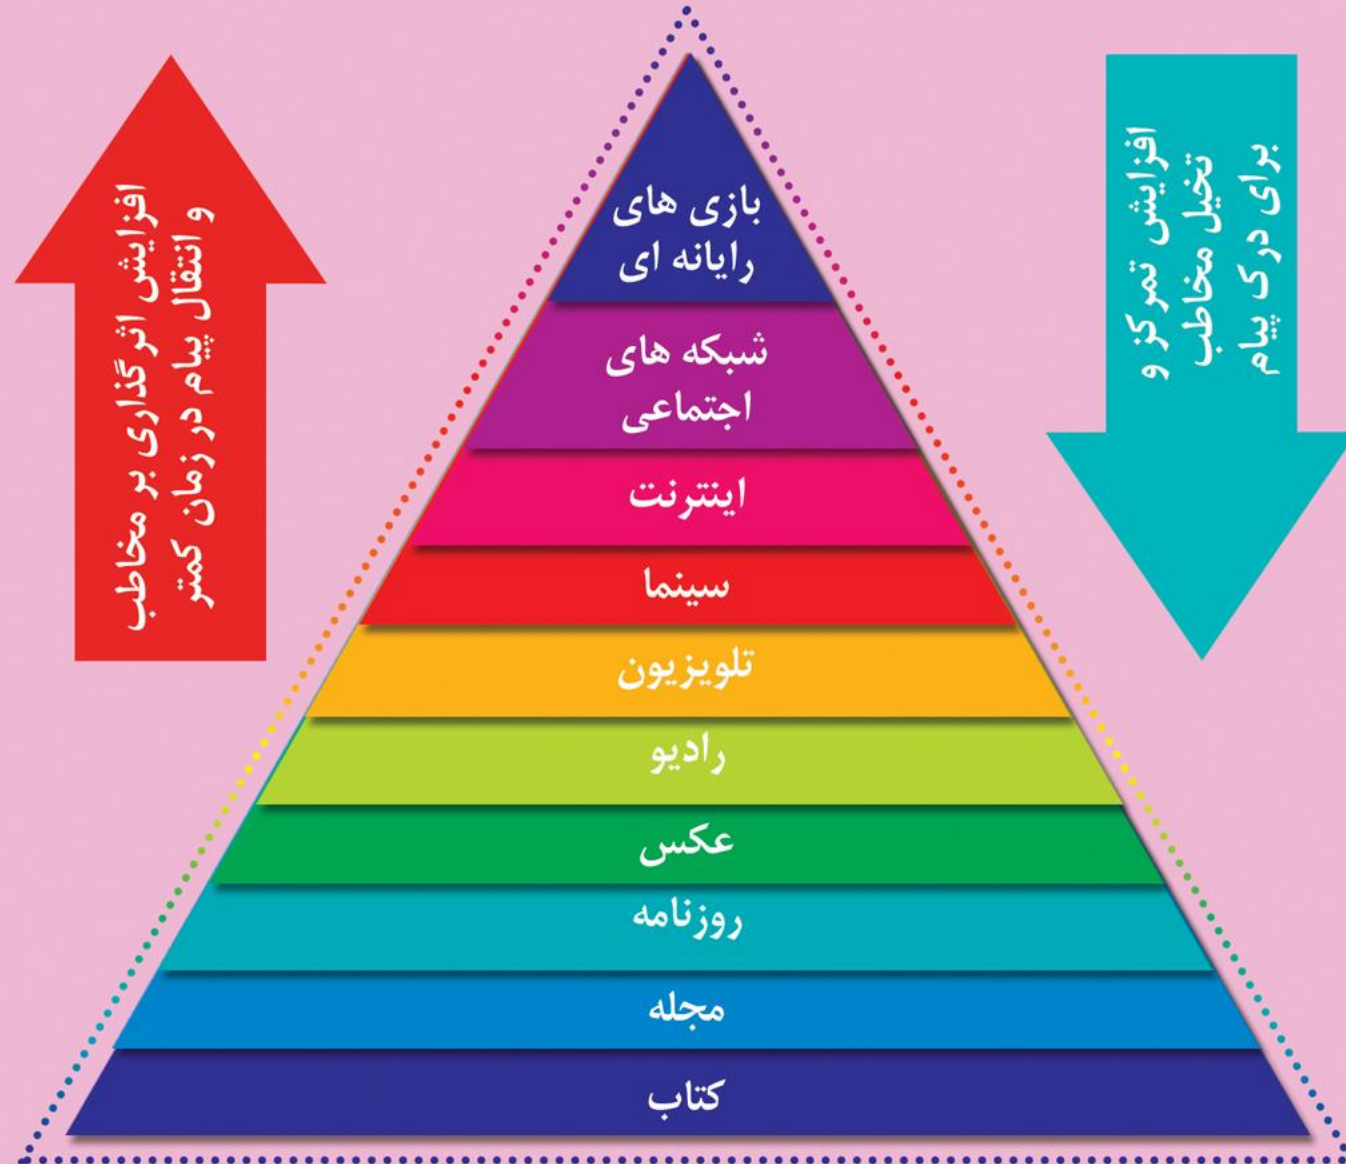 بازی های
رایانه ای
شبکه های
اجتماعی
اینترنت
سینما
تلویزیون
رادیو
عکس
روزنامه
مجله
کتاب
افزایش تمرکز و
تخیل مخاطب
برای درک پیام
افزایش اثرگذاری بر مخاطب
و انتقال پیام در زمان کمتر